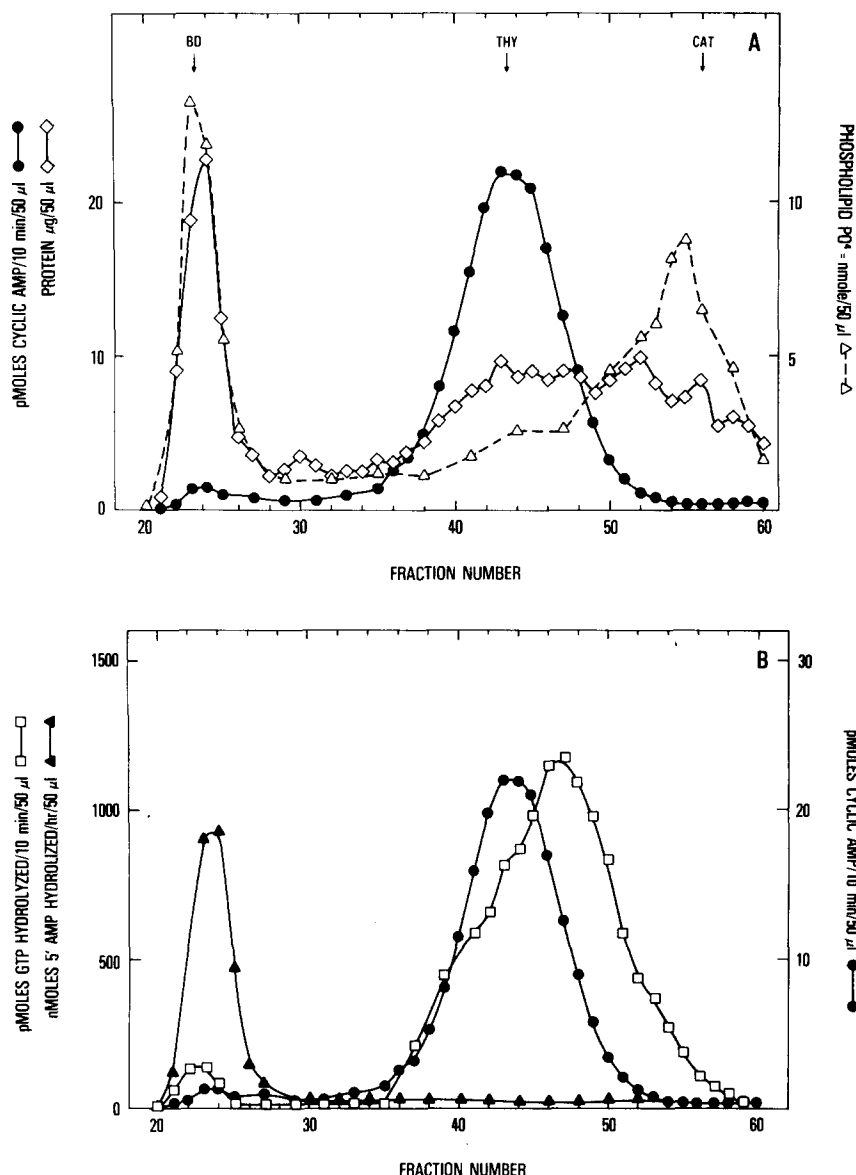 BD THY CAT A
pMOLES CYCLIC AMP/10 min/50 µl
PROTEIN µg/50 µl
20
10
0
10
5
PHOSPHOLIPID PO⁴ = nmole/50 µl
20 30 40 50 60
FRACTION NUMBER
B
pMOLES GTP HYDROLYZED/10 min/50 µl
nMOLES 5' AMP HYDROLIZED/hr/50 µl
1500
1000
500
0
30
20
10
0
pMOLES CYCLIC AMP/10 min/50 µl
20 30 40 50 60
FRACTION NUMBER